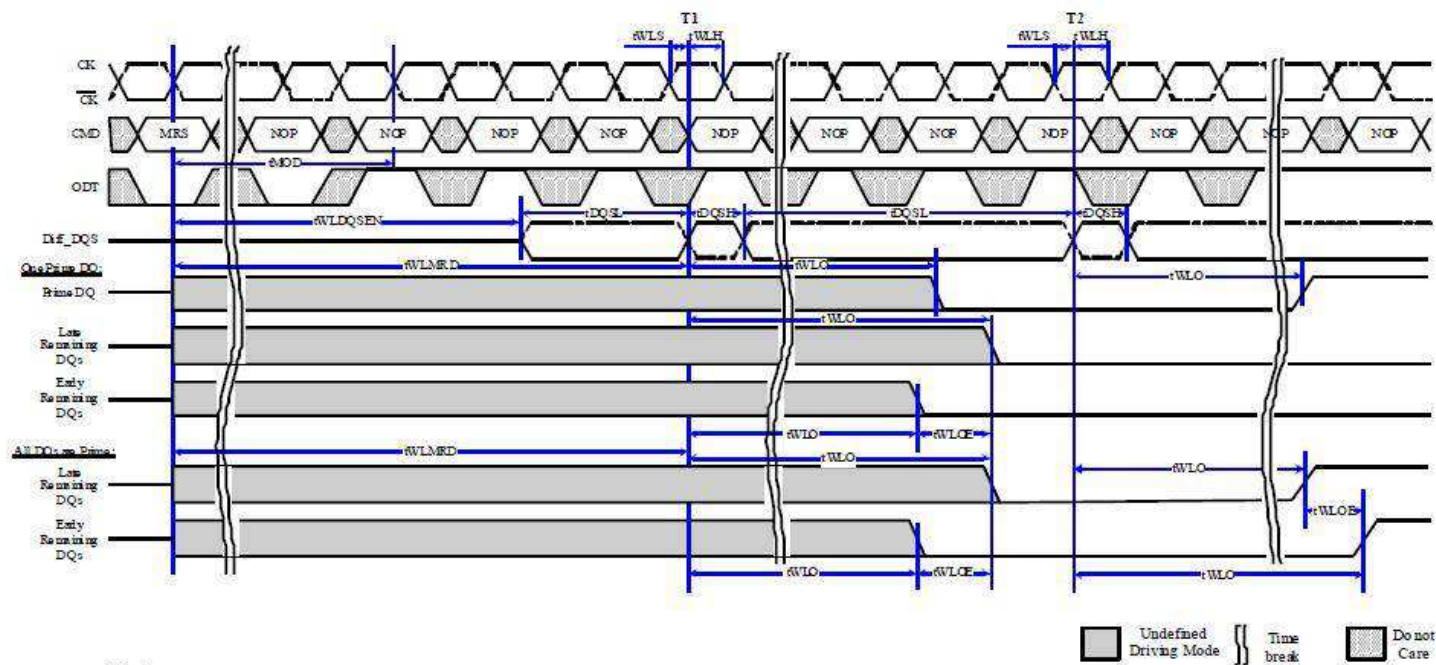 T1 T2
tWLS tWLH tWLS tWLH
CK
CK
CMD MRS NOP NOP NOP NOP NOP NOP NOP NOP NOP NOP NOP
tMOD
ODT
tWLDQSEN tDQSL tDQSH tDQSL tDQSH
Diff_DQS
One Prime DQ: tWLMRD tWLO tWLO
Prime DQ
tWLO
Late
Remaining
DQs
Early
Remaining
DQs
tWLO tWLOE
All DQs are Prime: tWLMRD tWLO
tWLO
Late
Remaining
DQs
tWLOE
Early
Remaining
DQs
tWLO tWLOE tWLO
Undefined
Driving Mode
Time
break
Do not
Care